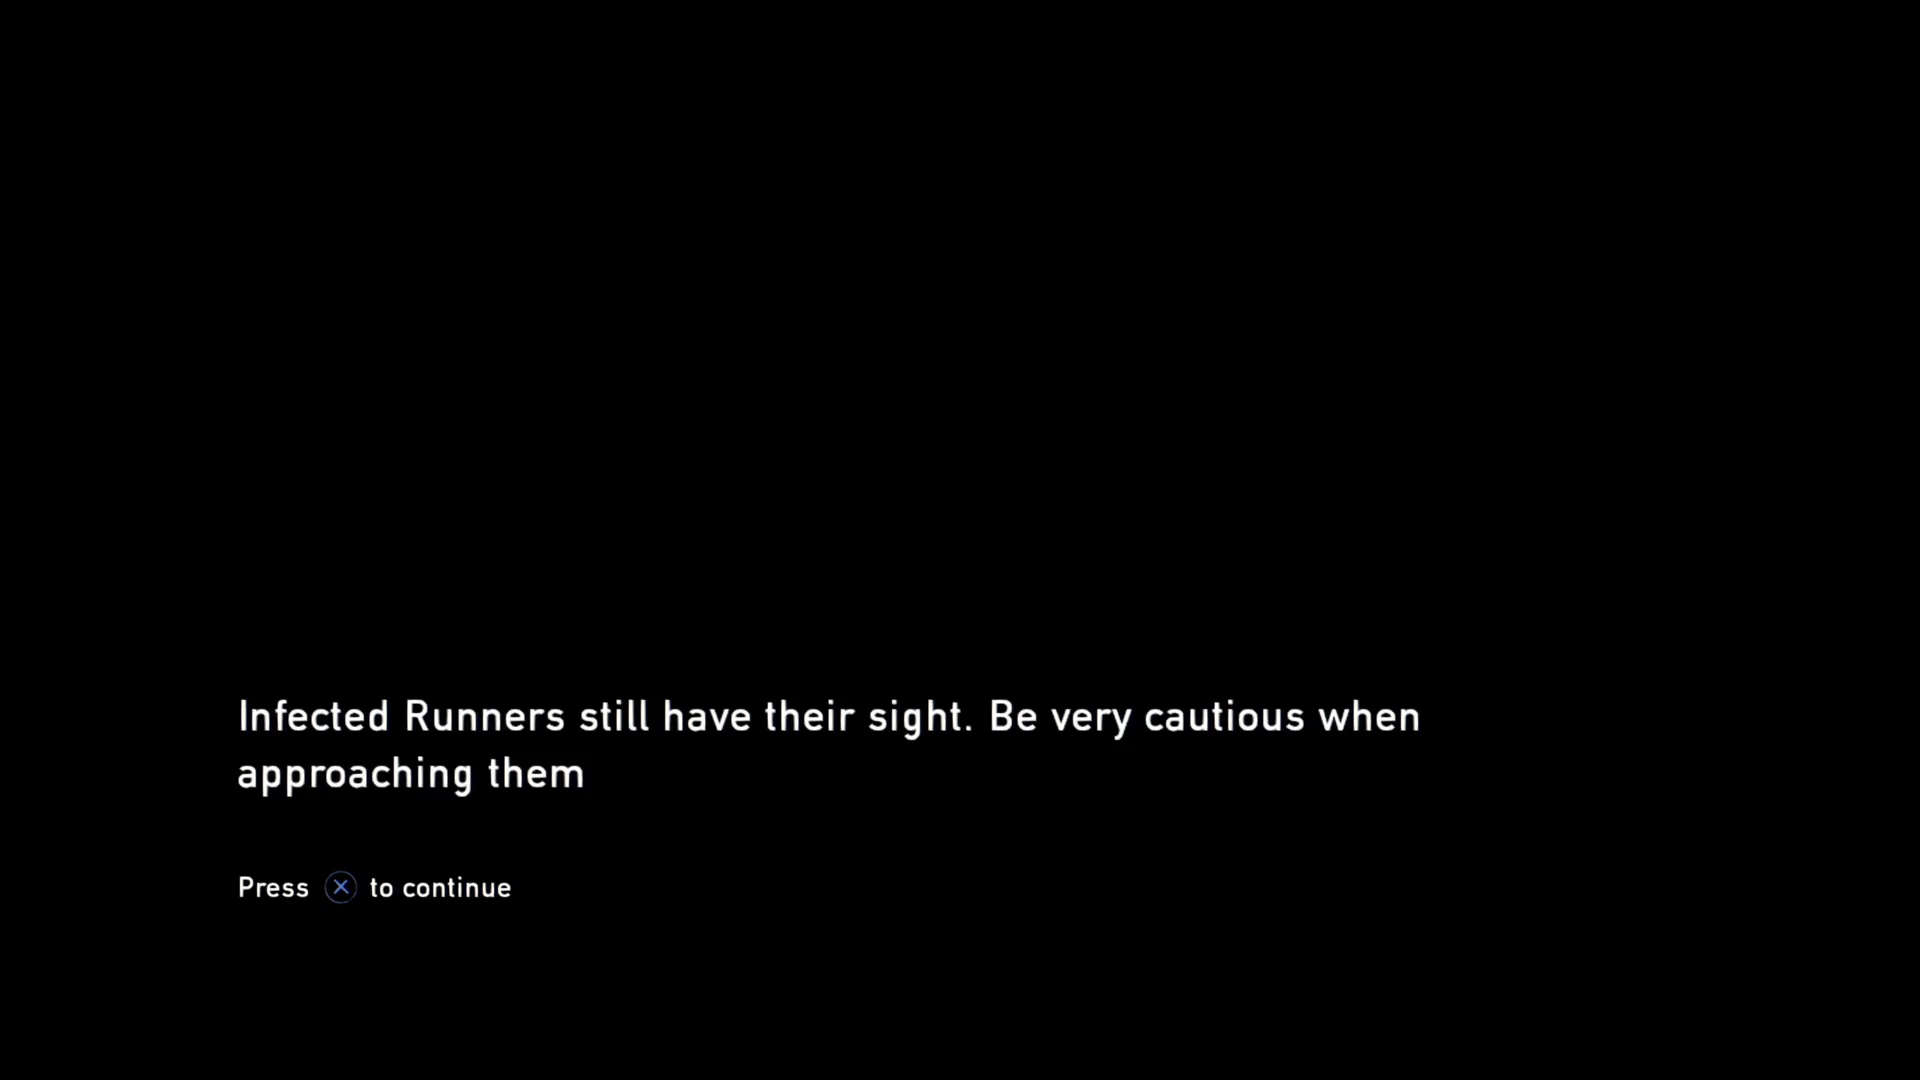 Infected Runners still have their sight. Be very cautious when
approaching them
Press ⓧ to continue